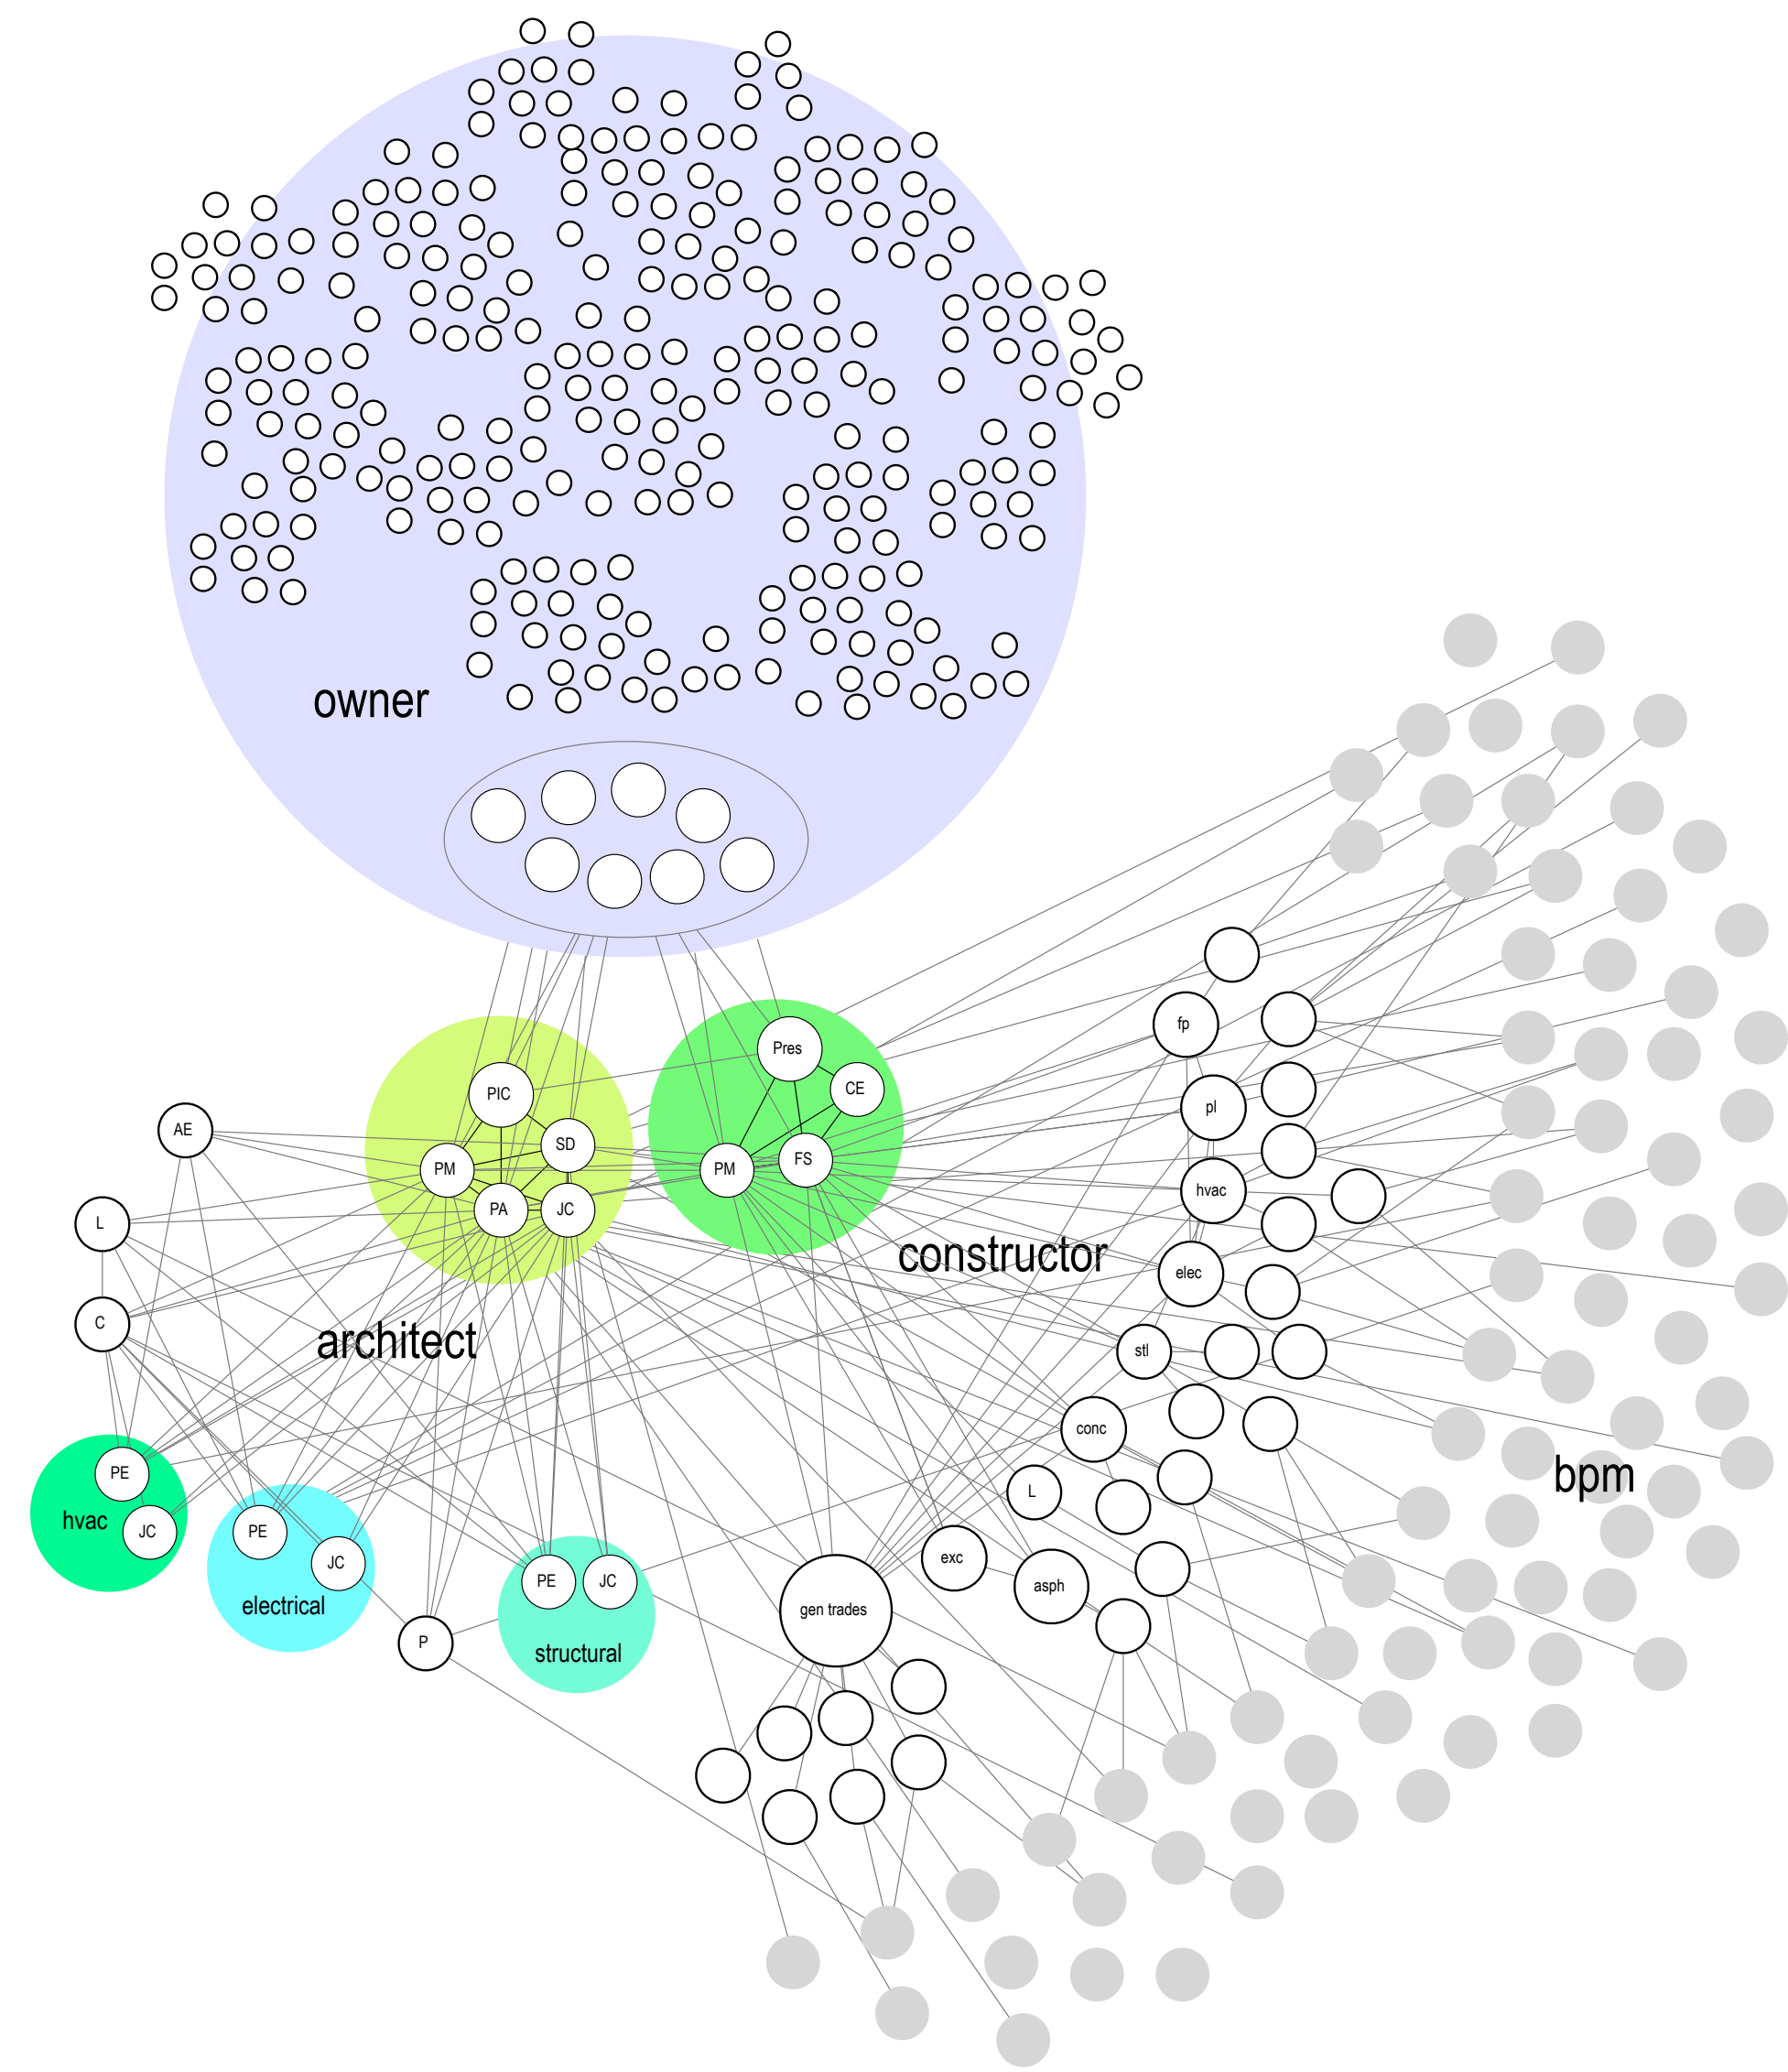 owner
Pres
CE
PIC
SD
PM
PA
JC
PM
FS
constructor
architect
AE
L
C
PE
JC
hvac
PE
JC
electrical
P
PE
JC
structural
fp
pl
hvac
elec
stl
conc
L
exc
asph
gen trades
bpm